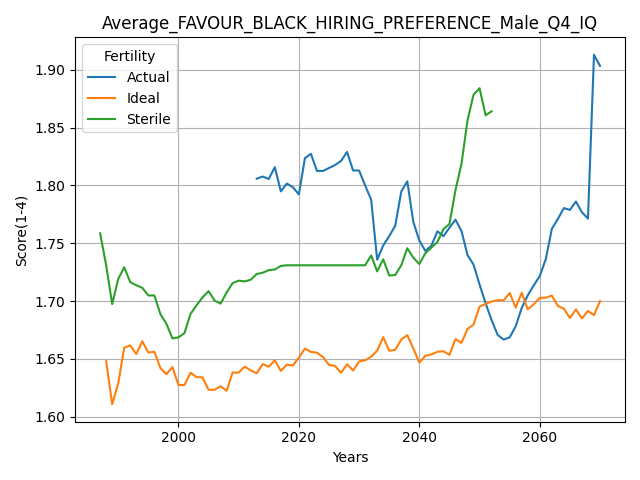 Average_FAVOUR_BLACK_HIRING_PREFERENCE_Male_Q4_IQ
Fertility
Actual
Ideal
Sterile
Score(1-4)
1.90
1.85
1.80
1.75
1.70
1.65
1.60
2000
2020
2040
2060
Years